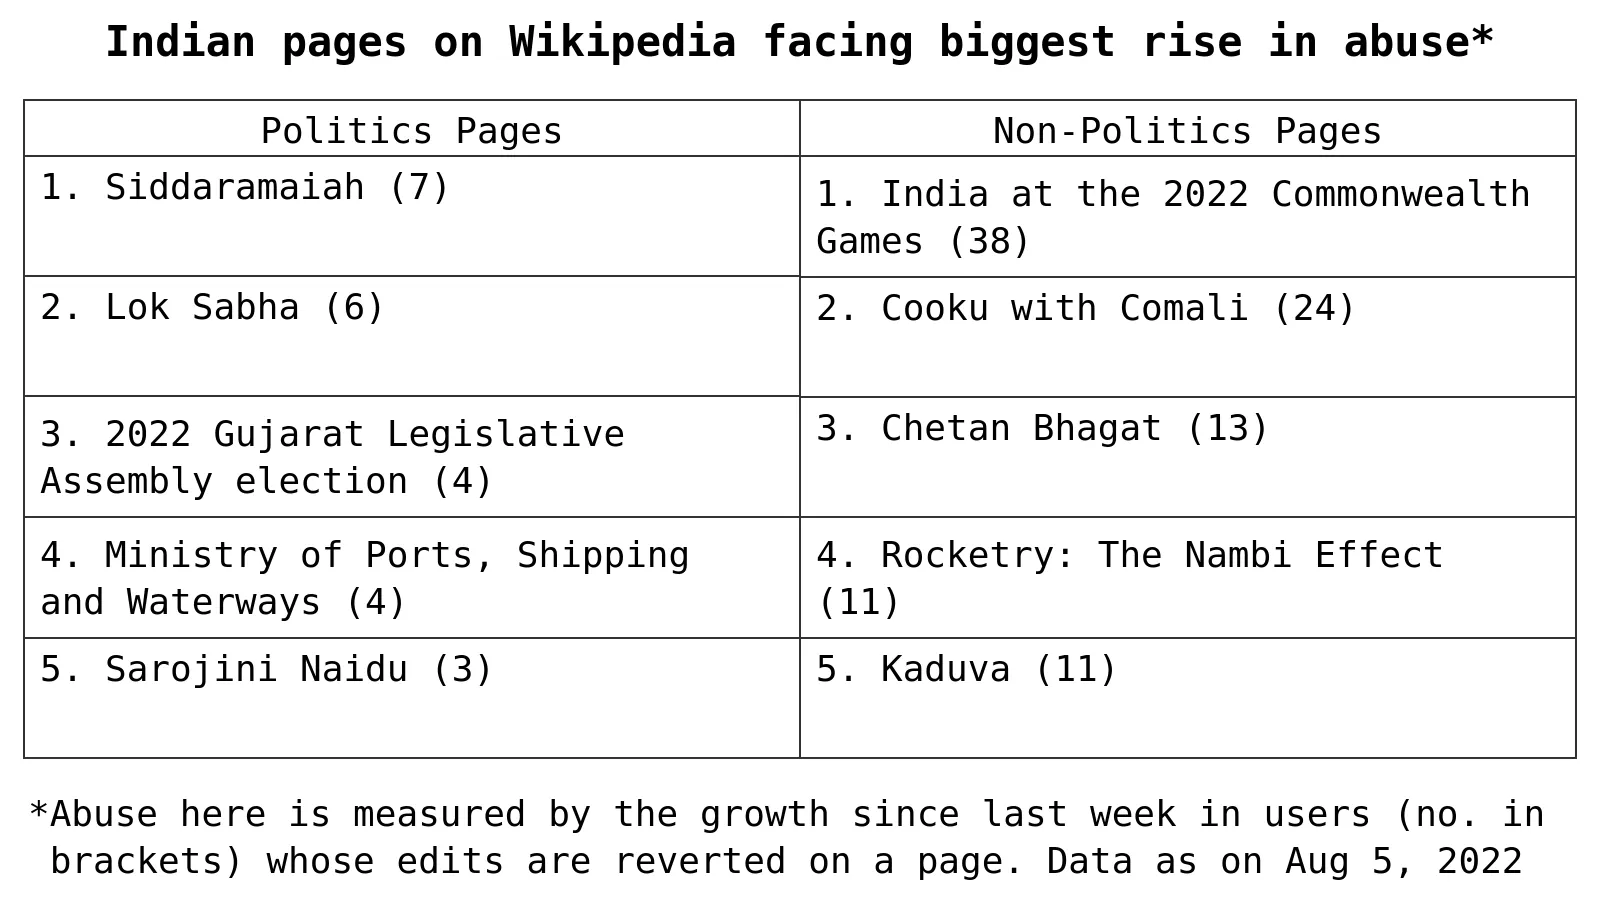 Indian pages on Wikipedia facing biggest rise in abuse*
Politics Pages
Non-Politics Pages
1. Siddaramaiah (7)
1. India at the 2022 Commonwealth
Games (38)
2. Lok Sabha (6)
2. Cooku with Comali (24)
3. 2022 Gujarat Legislative
Assembly election (4)
3. Chetan Bhagat (13)
4. Ministry of Ports, Shipping
and Waterways (4)
4. Rocketry: The Nambi Effect
(11)
5. Sarojini Naidu (3)
5. Kaduva (11)
*Abuse here is measured by the growth since last week in users (no. in
brackets) whose edits are reverted on a page. Data as on Aug 5, 2022